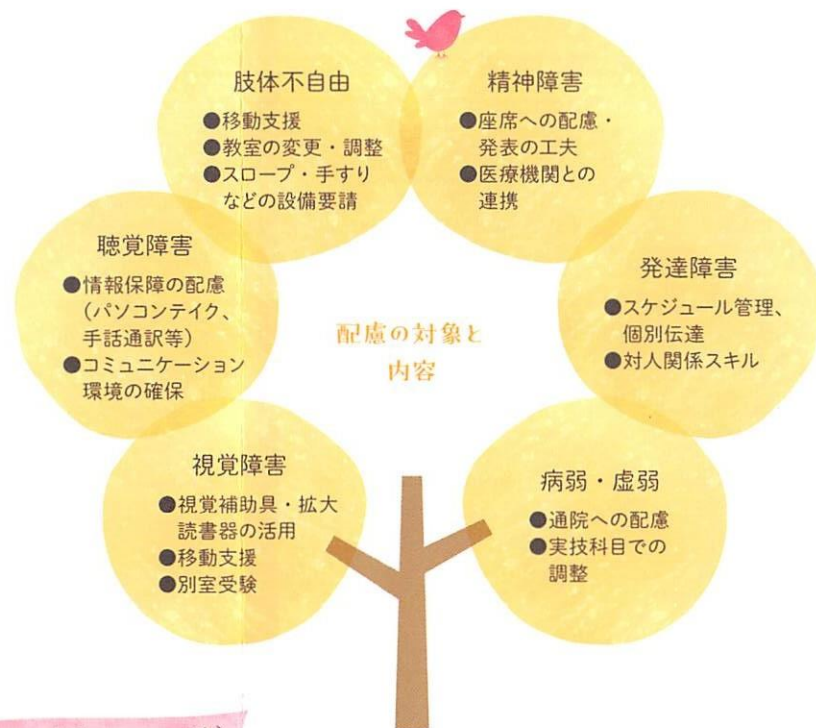 肢体不自由
●移動支援
●教室の変更・調整
●スロープ・手すり
などの設備要請
精神障害
●座席への配慮・
発表の工夫
●医療機関との
連携
聴覚障害
●情報保障の配慮
(パソコンテイク、
手話通訳等)
●コミュニケーション
環境の確保
発達障害
●スケジュール管理、
個別伝達
●対人関係スキル
配慮の対象と
内容
視覚障害
●視覚補助具・拡大
読書器の活用
●移動支援
●別室受験
病弱・虚弱
●通院への配慮
●実技科目での
調整